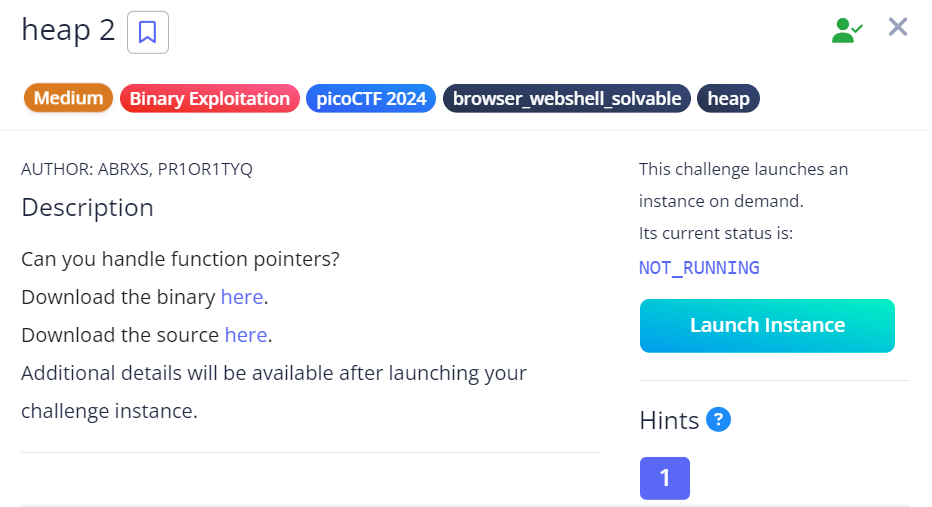 heap 2
Medium Binary Exploitation picoCTF 2024 browser_webshell_solvable heap
AUTHOR: ABRXS, PR1OR1TYQ
Description
Can you handle function pointers?
Download the binary here.
Download the source here.
Additional details will be available after launching your
challenge instance.
This challenge launches an
instance on demand.
Its current status is:
NOT_RUNNING
Launch Instance
Hints ?
1